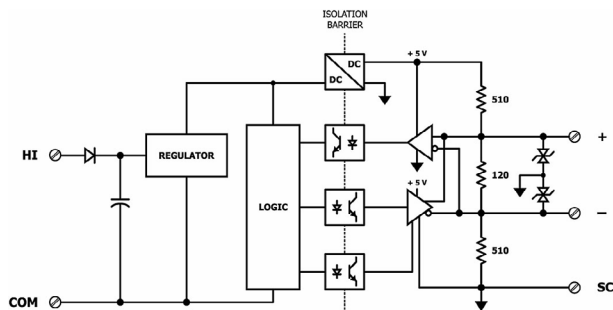 ISOLATION
BARRIER
DC
DC
+ 5 V
510
HI
REGULATOR
+
120
+ 5 V
LOGIC
−
510
COM
SC